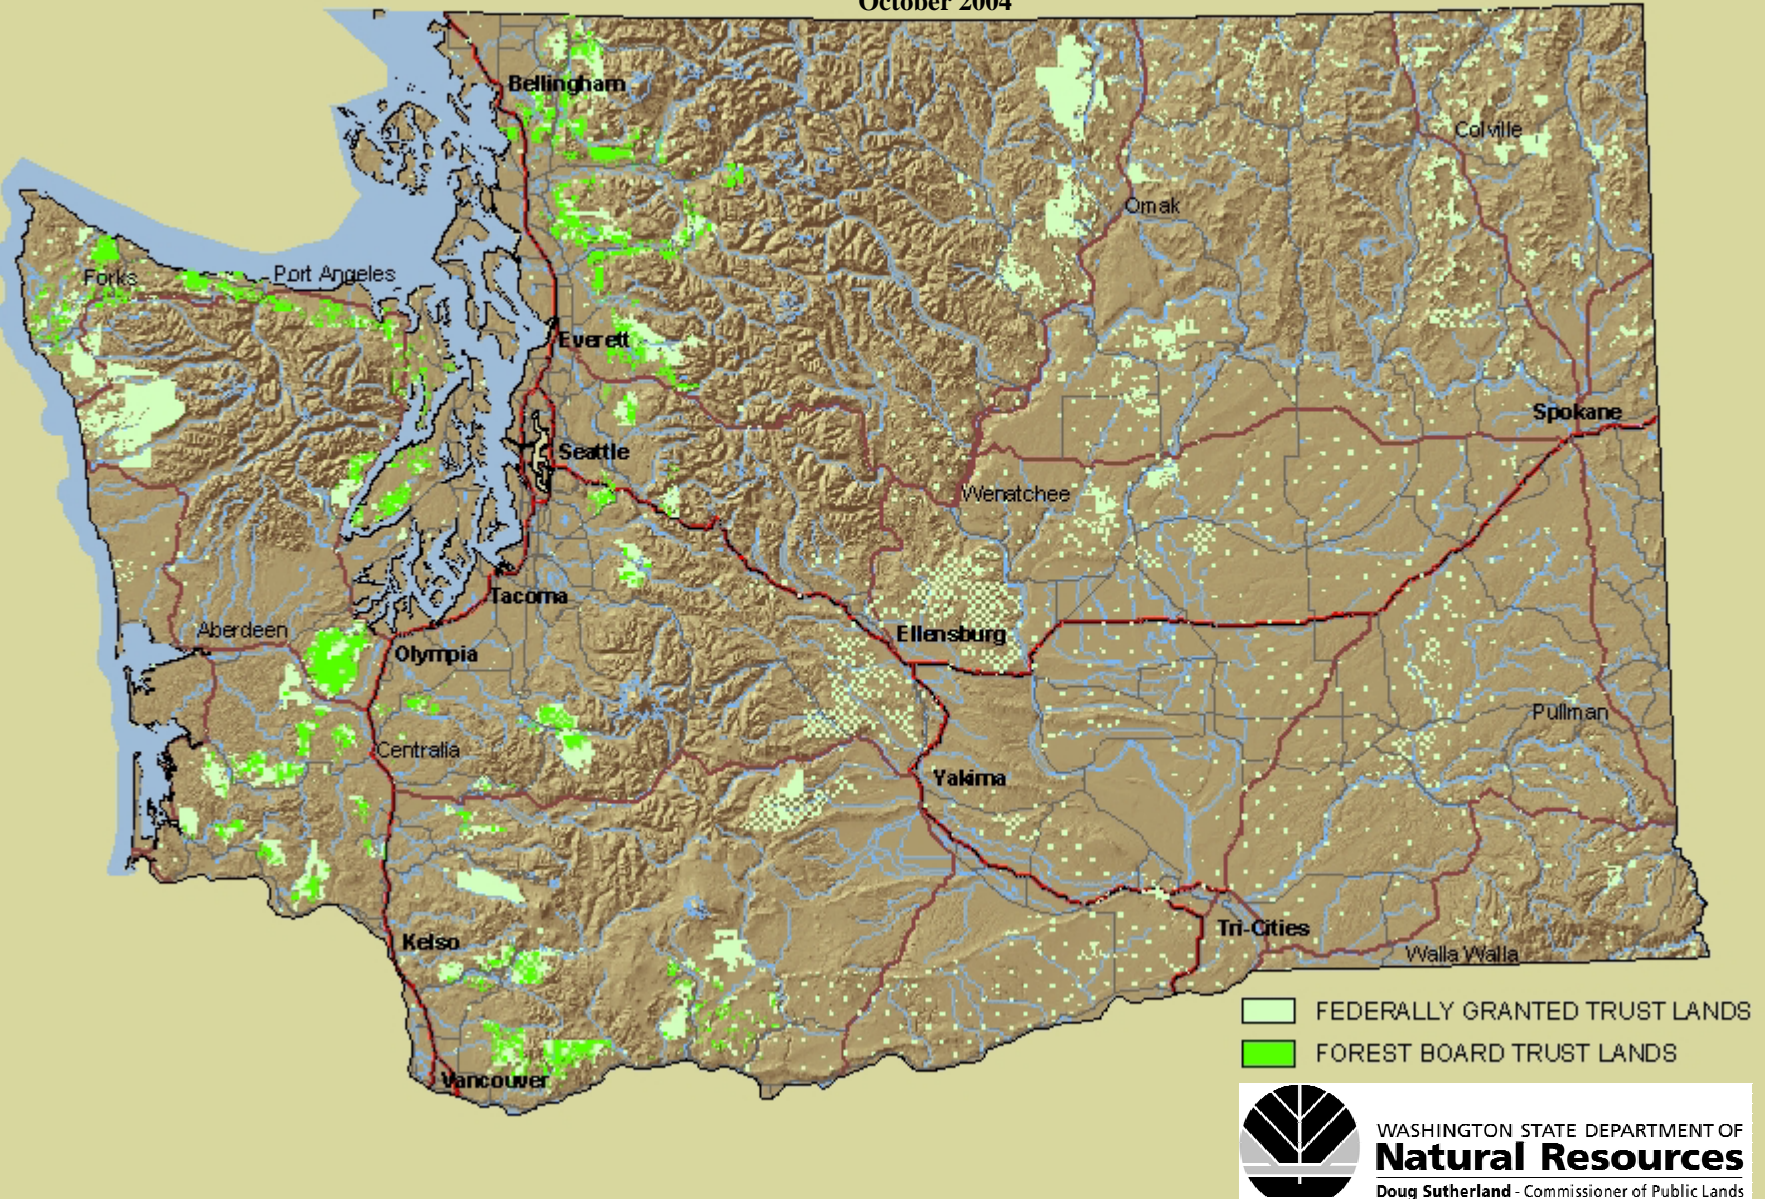 October 2004
Bellingham
Colville
Omak
Forks
Port Angeles
Everett
Spokane
Seattle
Wenatchee
Tacoma
Aberdeen
Ellensburg
Olympia
Pullman
Centralia
Yakima
Tri-Cities
Kelso
Walla Walla
FEDERALLY GRANTED TRUST LANDS
FOREST BOARD TRUST LANDS
Vancouver
WASHINGTON STATE DEPARTMENT OF
Natural Resources
Doug Sutherland - Commissioner of Public Lands